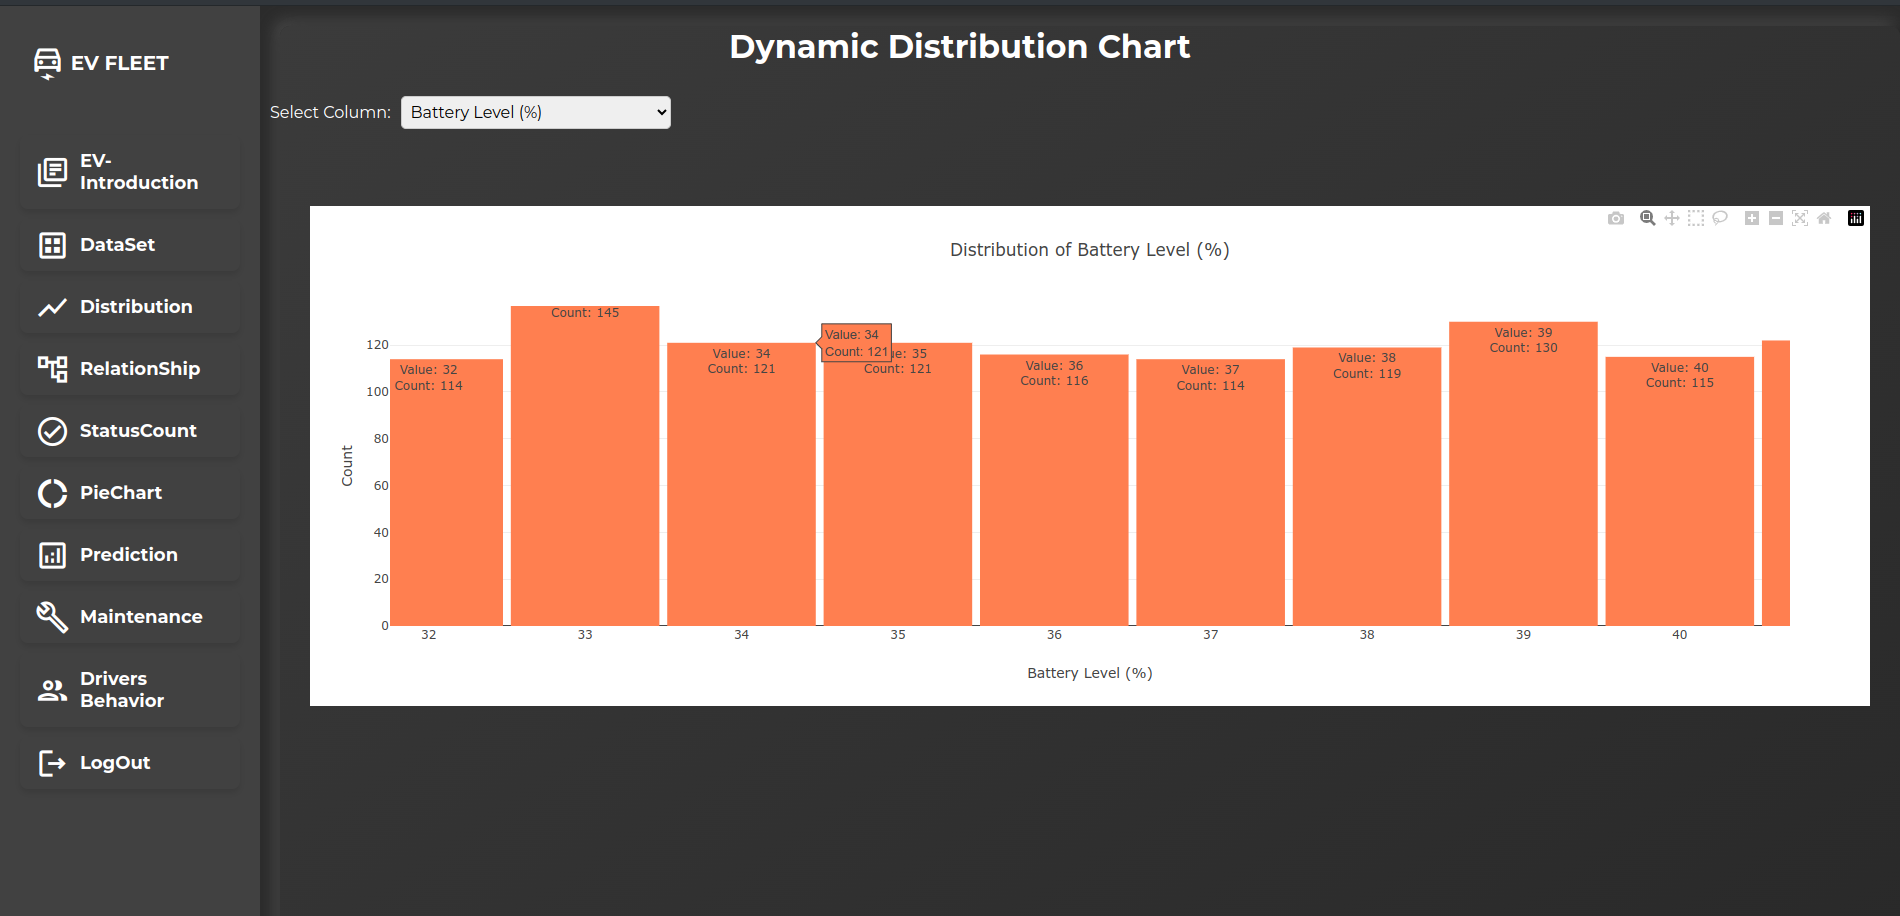 EV FLEET
EV-
Introduction
DataSet
Distribution
RelationShip
StatusCount
PieChart
Prediction
Maintenance
Drivers
Behavior
LogOut
Dynamic Distribution Chart
Select Column: Battery Level (%)
Distribution of Battery Level (%)
Count
120
100
80
60
40
20
0
Value: 32
Count: 114
Count: 145
Value: 34
Count: 121
Value: 34
Count: 121
ue: 35
Count: 121
Value: 36
Count: 116
Value: 37
Count: 114
Value: 38
Count: 119
Value: 39
Count: 130
Value: 40
Count: 115
32 33 34 35 36 37 38 39 40
Battery Level (%)